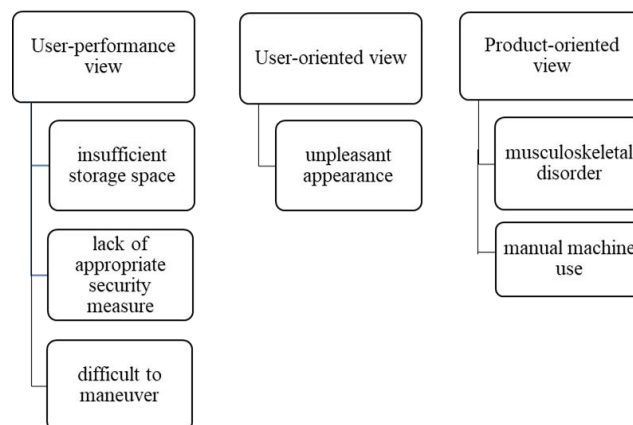 User-performance
view
insufficient
storage space
lack of
appropriate
security
measure
difficult to
maneuver
User-oriented view
unpleasant
appearance
Product-oriented
view
musculoskeletal
disorder
manual machine
use